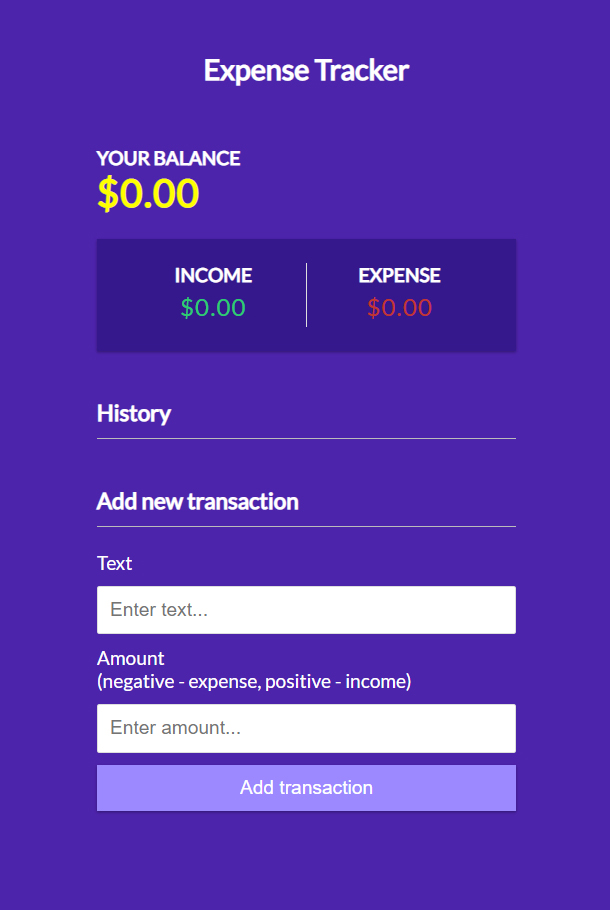 Expense Tracker
YOUR BALANCE
$0.00
INCOME
$0.00
EXPENSE
$0.00
History
Add new transaction
Text
Enter text...
Amount
(negative - expense, positive - income)
Enter amount...
Add transaction